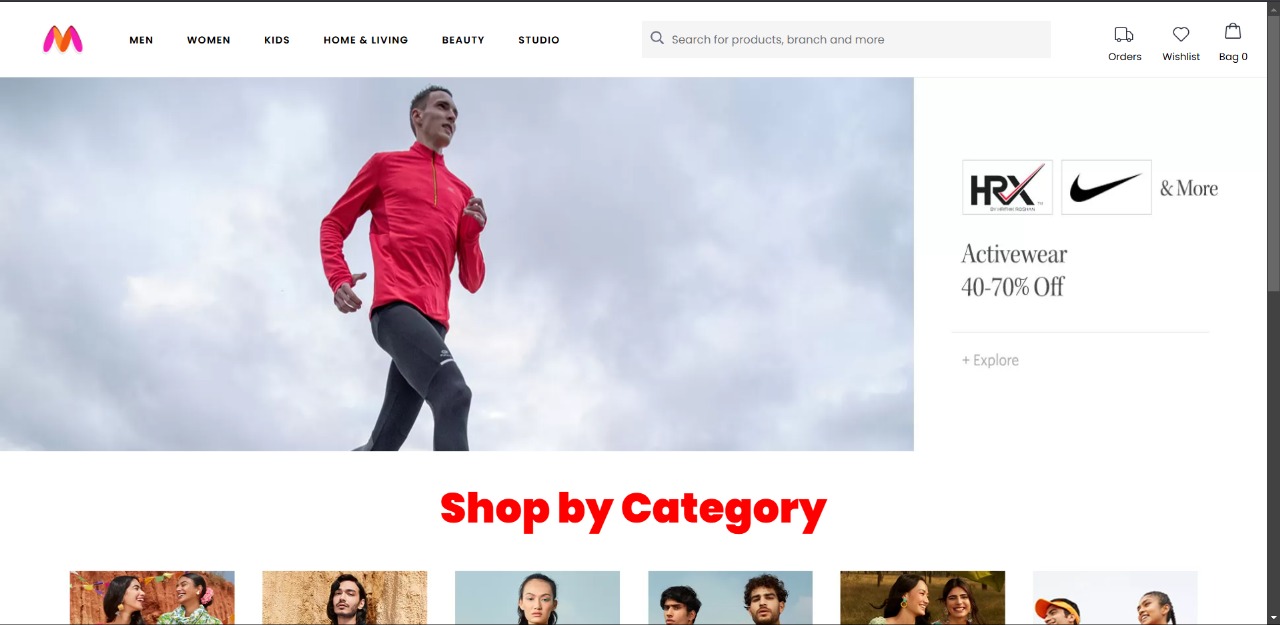 MEN WOMEN KIDS HOME & LIVING BEAUTY STUDIO
Search for products, branch and more
Orders Wishlist Bag 0
HRX & More
BY HRITHIK ROSHAN
TM
Activewear
40-70% Off
+ Explore
Shop by Category